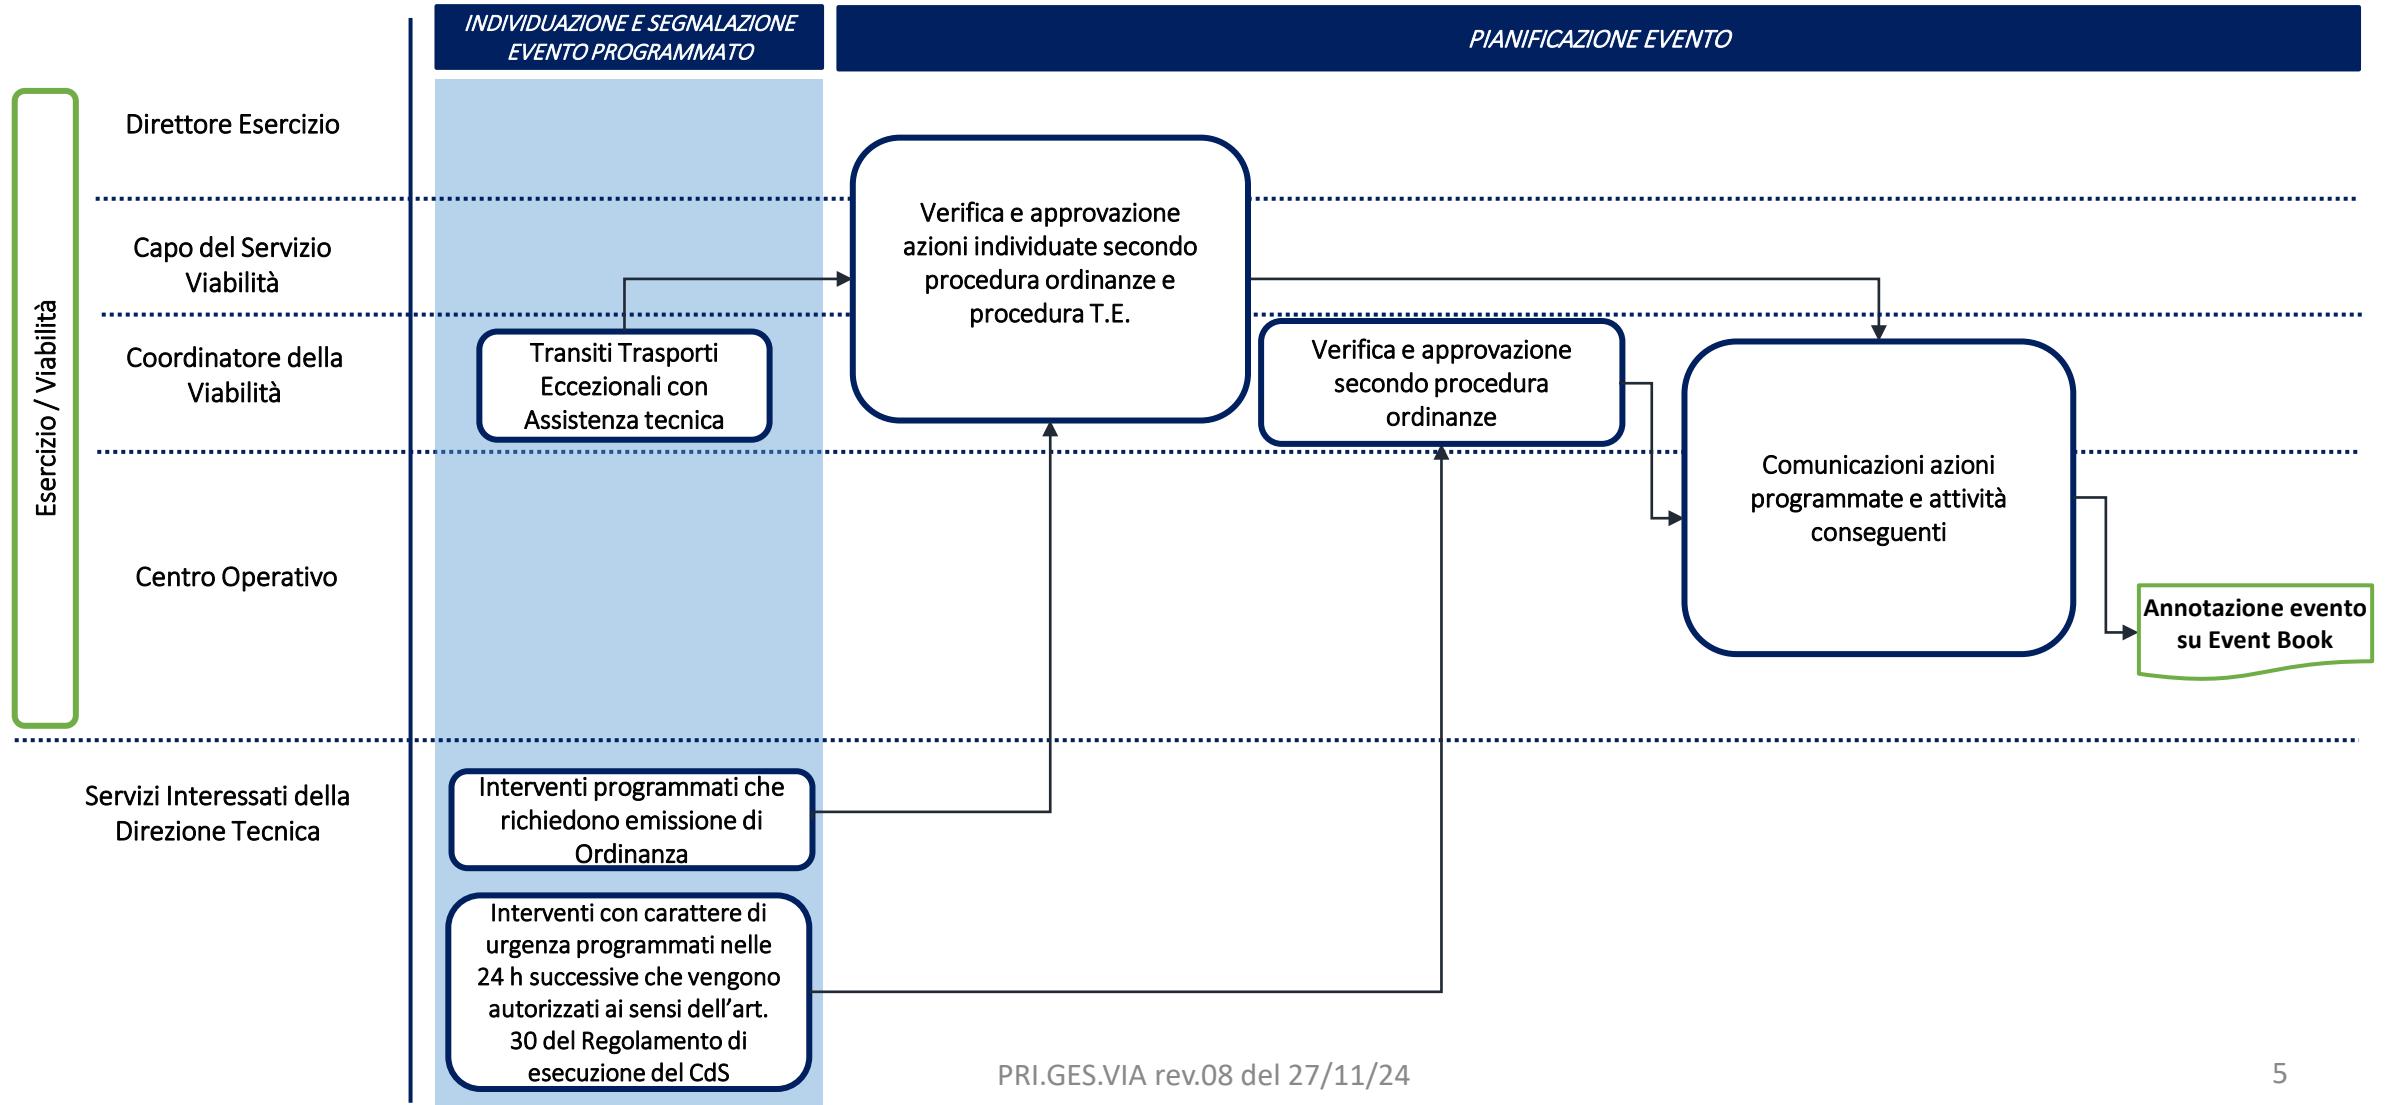 INDIVIDUAZIONE E SEGNALAZIONE
EVENTO PROGRAMMATO
PIANIFICAZIONE EVENTO
Esercizio / Viabilità
Direttore Esercizio
Capo del Servizio
Viabilità
Coordinatore della
Viabilità
Centro Operativo
Servizi Interessati della
Direzione Tecnica
Transiti Trasporti
Eccezionali con
Assistenza tecnica
Verifica e approvazione
azioni individuate secondo
procedura ordinanze e
procedura T.E.
Verifica e approvazione
secondo procedura
ordinanze
Comunicazioni azioni
programmate e attività
conseguenti
Annotazione evento
su Event Book
Interventi programmati che
richiedono emissione di
Ordinanza
Interventi con carattere di
urgenza programmati nelle
24 h successive che vengono
autorizzati ai sensi dell’art.
30 del Regolamento di
esecuzione del CdS
PRI.GES.VIA rev.08 del 27/11/24
5